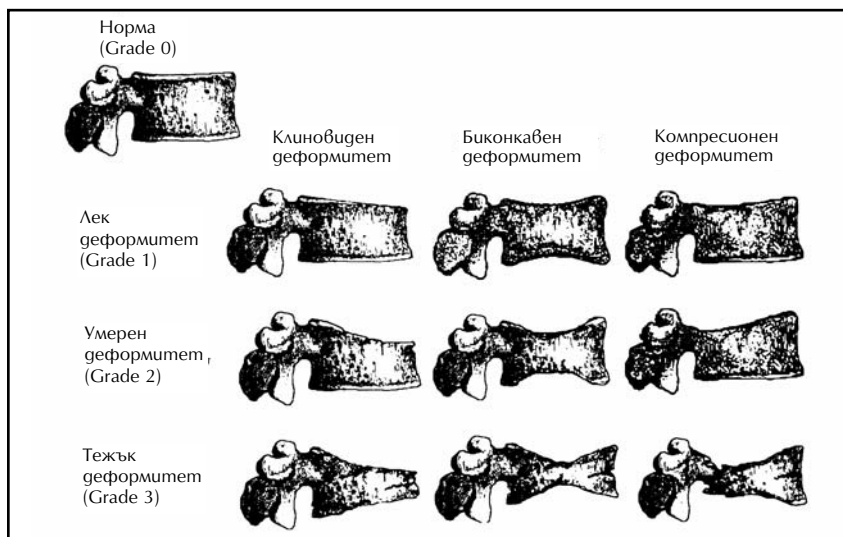 Норма
(Grade 0)
Клиновиден
деформитет
Биконкавен
деформитет
Компресионен
деформитет
Лек
деформитет
(Grade 1)
Умерен
деформитет
(Grade 2)
Тежък
деформитет
(Grade 3)